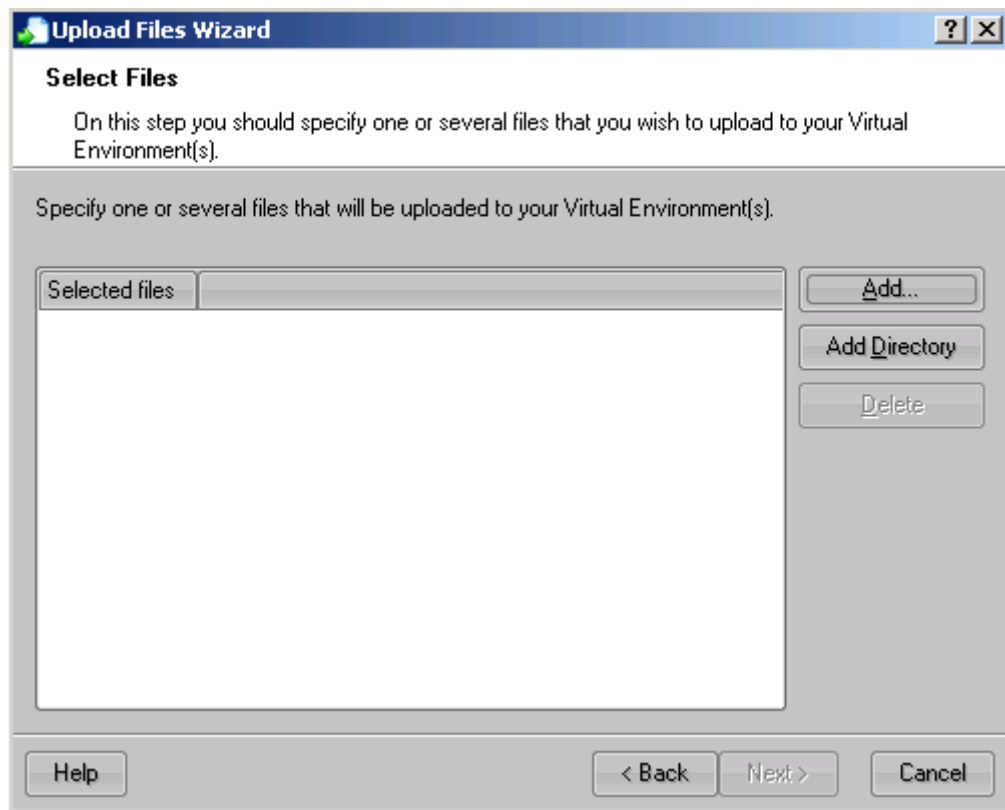 Upload Files Wizard
Select Files
On this step you should specify one or several files that you wish to upload to your Virtual
Environment(s).
Specify one or several files that will be uploaded to your Virtual Environment(s).
Selected files
Add...
Add Directory
Delete
Help
< Back
Next >
Cancel